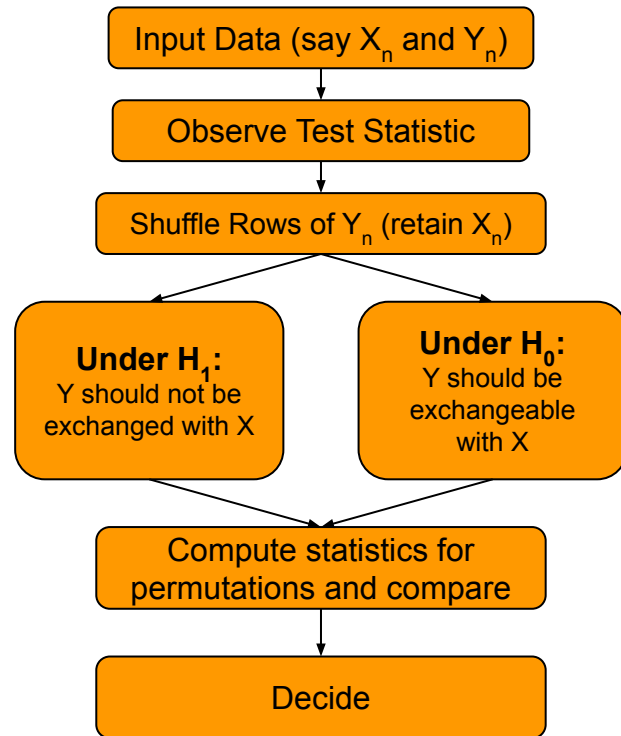 Input Data (say Xₙ and Yₙ)
Observe Test Statistic
Shuffle Rows of Yₙ (retain Xₙ)
Under H₁:
Y should not be
exchanged with X
Under H₀:
Y should be
exchangeable
with X
Compute statistics for
permutations and compare
Decide